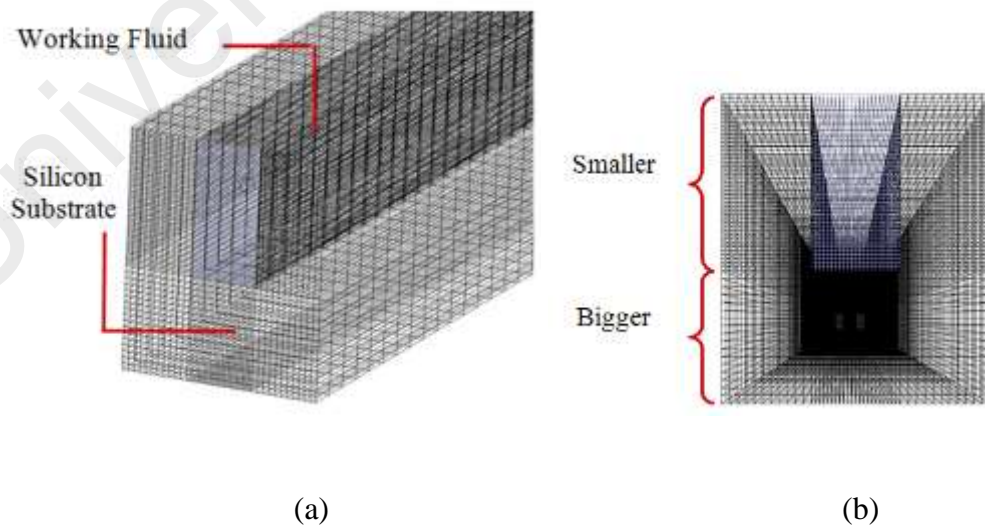 Working Fluid
Silicon
Substrate
Smaller
Bigger
(a)
(b)